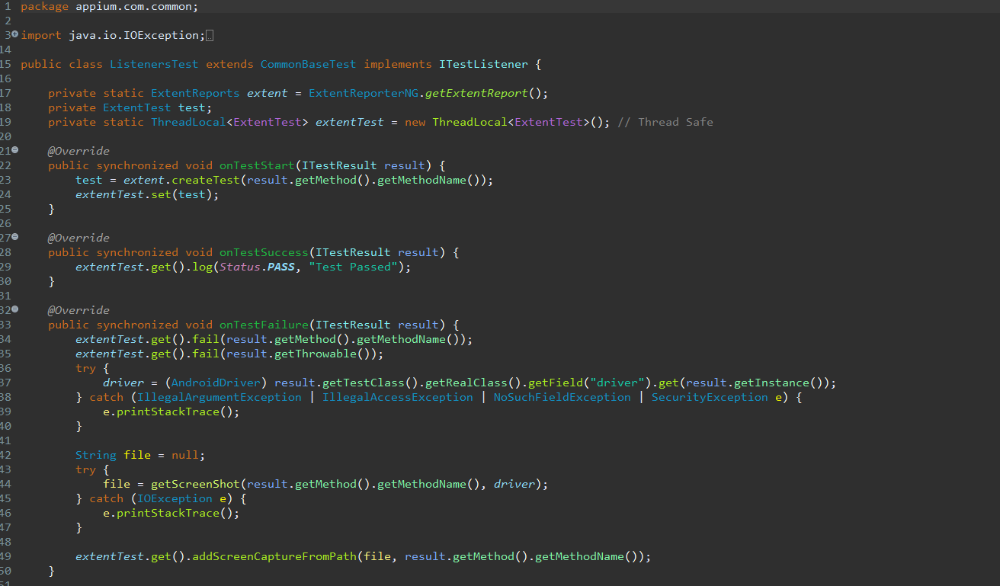 1 package appium.com.common;
2
3 import java.io.IOException;
14
15 public class ListenersTest extends CommonBaseTest implements ITestListener {
16
17     private static ExtentReports extent = ExtentReporterNG.getExtentReport();
18     private ExtentTest test;
19     private static ThreadLocal<ExtentTest> extentTest = new ThreadLocal<ExtentTest>(); // Thread Safe
20
21     @Override
22     public synchronized void onTestStart(ITestResult result) {
23         test = extent.createTest(result.getMethod().getMethodName());
24         extentTest.set(test);
25     }
26
27     @Override
28     public synchronized void onTestSuccess(ITestResult result) {
29         extentTest.get().log(Status.PASS, "Test Passed");
30     }
31
32     @Override
33     public synchronized void onTestFailure(ITestResult result) {
34         extentTest.get().fail(result.getMethod().getMethodName());
35         extentTest.get().fail(result.getThrowable());
36         try {
37             driver = (AndroidDriver) result.getTestClass().getRealClass().getField("driver").get(result.getInstance());
38         } catch (IllegalArgumentException | IllegalAccessException | NoSuchFieldException | SecurityException e) {
39             e.printStackTrace();
40         }
41
42         String file = null;
43         try {
44             file = getScreenShot(result.getMethod().getMethodName(), driver);
45         } catch (IOException e) {
46             e.printStackTrace();
47         }
48
49         extentTest.get().addScreenCaptureFromPath(file, result.getMethod().getMethodName());
50     }
51